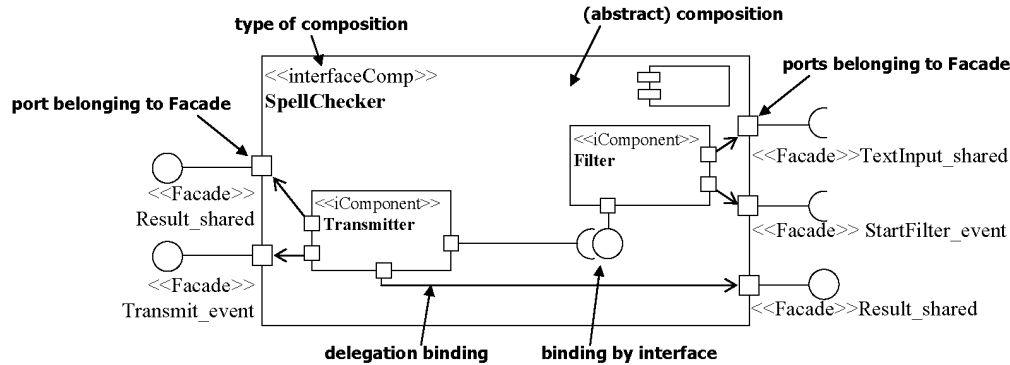 (abstract) composition
type of composition
ports belonging to Facade
<<interfaceComp>>
SpellChecker
port belonging to Facade
<<iComponent>>
Filter
<<Facade>>TextInput_shared
<<Facade>>
Result_shared
<<iComponent>>
Transmitter
<<Facade>> StartFilter_event
<<Facade>>
Transmit_event
<<Facade>>Result_shared
delegation binding
binding by interface